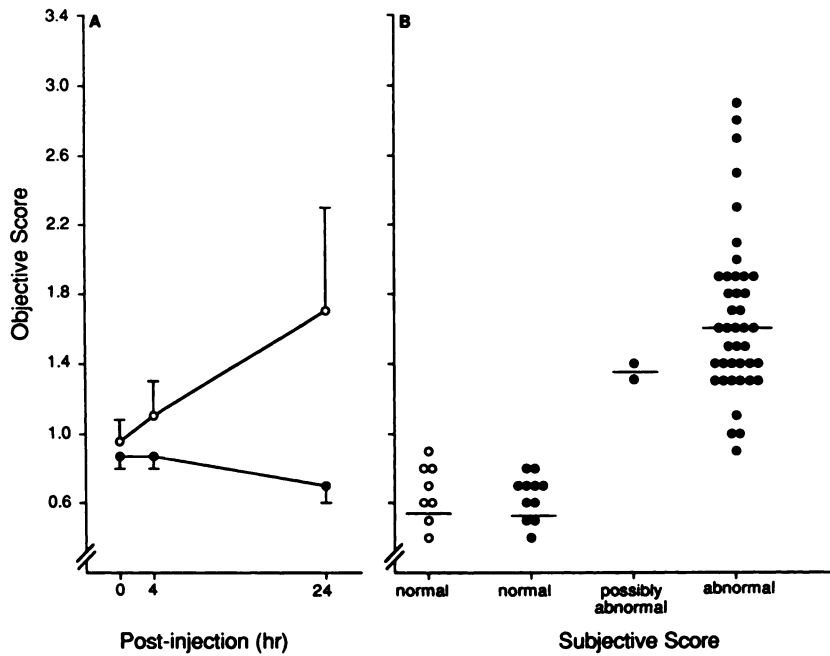 A
B
Objective Score
3.4
3.0
2.6
2.2
1.8
1.4
1.0
0.6
0
4
24
Post-injection (hr)
normal
normal
possibly
abnormal
abnormal
Subjective Score